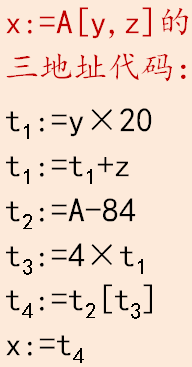 x:=A[y,z]的
三地址代码:
t₁:=y×20
t₁:=t₁+z
t₂:=A-84
t₃:=4×t₁
t₄:=t₂[t₃]
x:=t₄